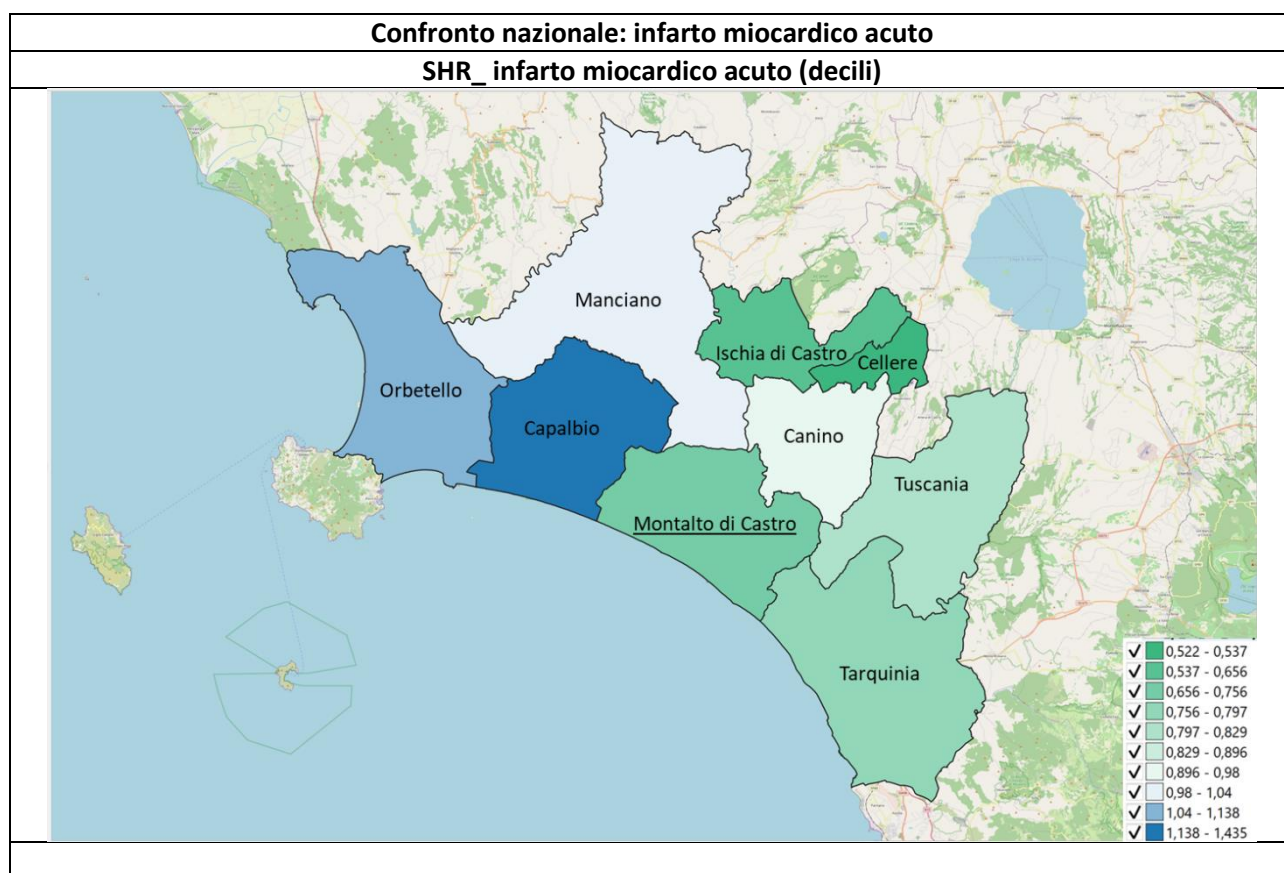 Confronto nazionale: infarto miocardico acuto
SHR_ infarto miocardico acuto (decili)
Manciano
Ischia di Castro
Cellere
Orbetello
Capalbio
Canino
Tuscania
Montalto di Castro
Tarquinia
0,522 - 0,537
0,537 - 0,656
0,656 - 0,756
0,756 - 0,797
0,797 - 0,829
0,829 - 0,896
0,896 - 0,98
0,98 - 1,04
1,04 - 1,138
1,138 - 1,435